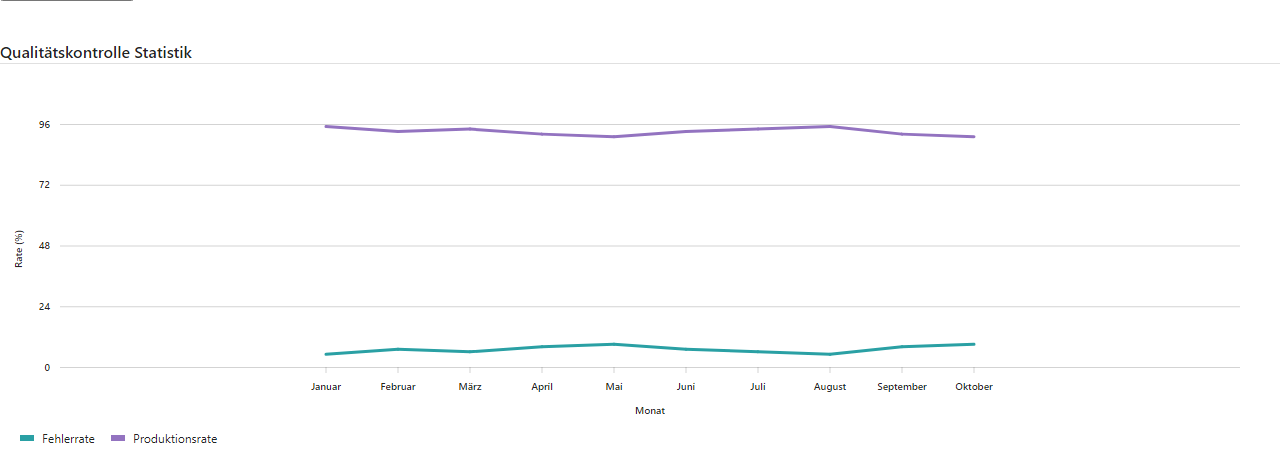 Qualitätskontrolle Statistik
96
72
48
24
0
Rate (%)
Januar Februar März April Mai Juni Juli August September Oktober
Monat
Fehlerrate Produktionsrate